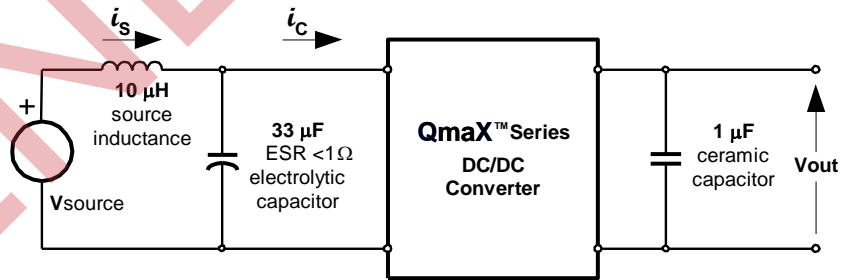 iS
iC
+
10 μH
source
inductance
Vsource
33 μF
ESR <1Ω
electrolytic
capacitor
QmaX™Series
DC/DC
Converter
1 μF
ceramic
capacitor
Vout